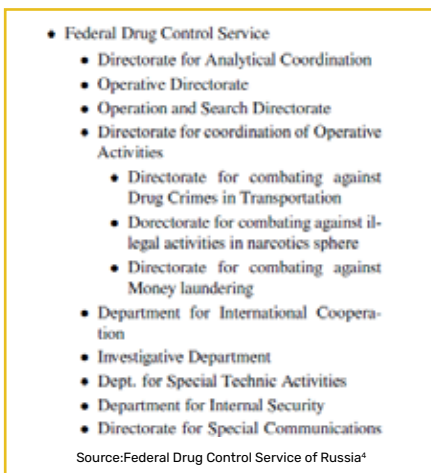 • Federal Drug Control Service
• Directorate for Analytical Coordination
• Operative Directorate
• Operation and Search Directorate
• Directorate for coordination of Operative
Activities
• Directorate for combating against
Drug Crimes in Transportation
• Dorectorate for combating against il-
legal activities in narcotics sphere
• Directorate for combating against
Money laundering
• Department for International Coopera-
tion
• Investigative Department
• Dept. for Special Technic Activities
• Department for Internal Security
• Directorate for Special Communications
Source:Federal Drug Control Service of Russia⁴